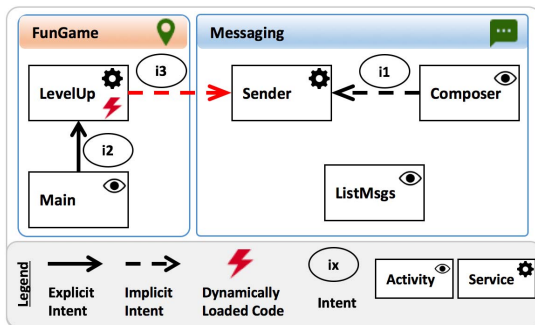 FunGame
Messaging
i3
i1
LevelUp
Sender
Composer
i2
Main
ListMsgs
Legend
Explicit
Intent
Implicit
Intent
Dynamically
Loaded Code
ix
Intent
Activity
Service